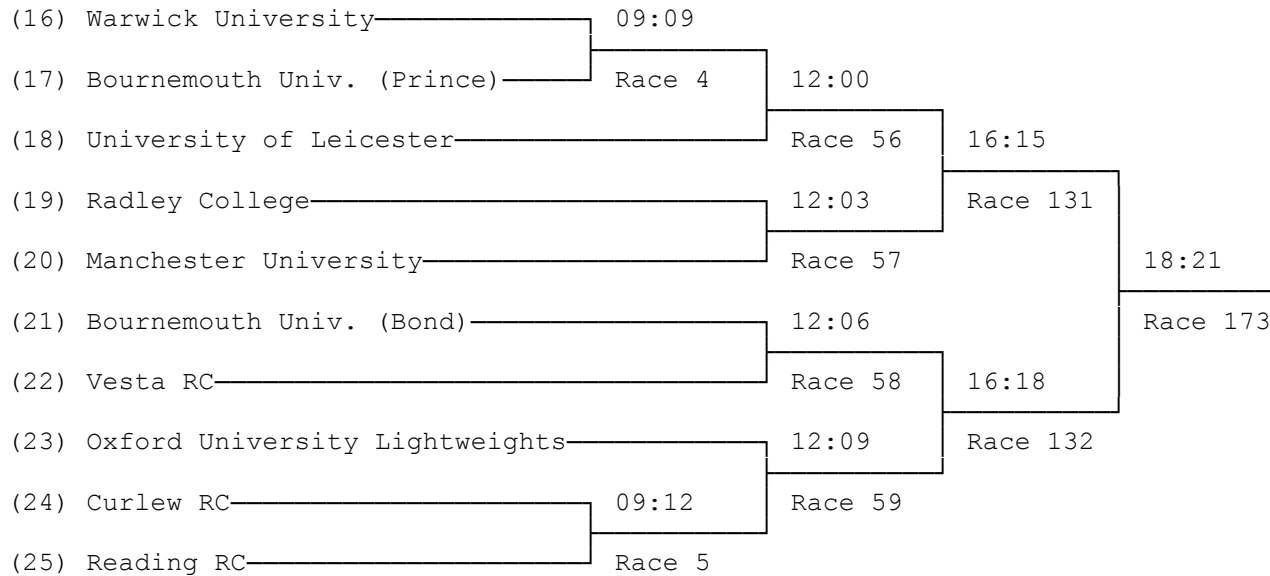 (16) Warwick University 09:09
(17) Bournemouth Univ. (Prince) Race 4 12:00
(18) University of Leicester Race 56 16:15
(19) Radley College 12:03 Race 131
(20) Manchester University Race 57 18:21
(21) Bournemouth Univ. (Bond) 12:06 Race 173
(22) Vesta RC Race 58 16:18
(23) Oxford University Lightweights 12:09 Race 132
(24) Curlew RC 09:12 Race 59
(25) Reading RC Race 5